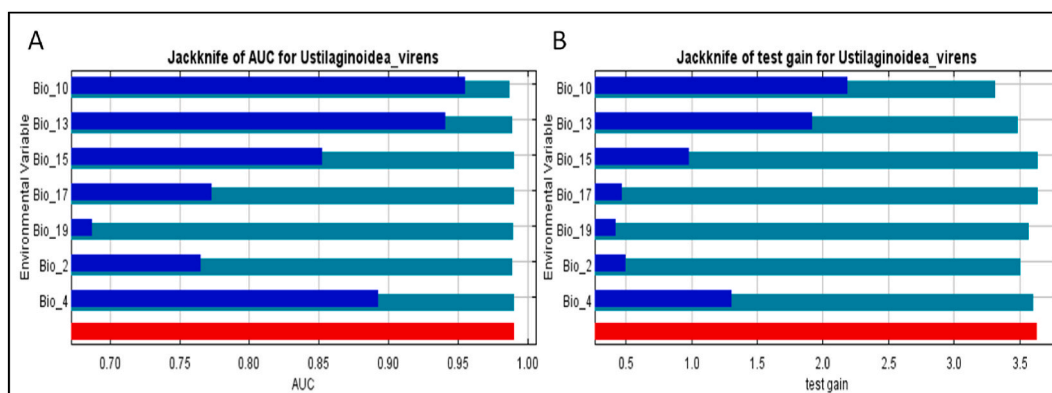 A
Jackknife of AUC for Ustilaginoidea_virens
Environmental Variable
Bio_10
Bio_13
Bio_15
Bio_17
Bio_19
Bio_2
Bio_4
0.70 0.75 0.80 0.85 0.90 0.95 1.00
AUC
B
Jackknife of test gain for Ustilaginoidea_virens
Environmental Variable
Bio_10
Bio_13
Bio_15
Bio_17
Bio_19
Bio_2
Bio_4
0.5 1.0 1.5 2.0 2.5 3.0 3.5
test gain